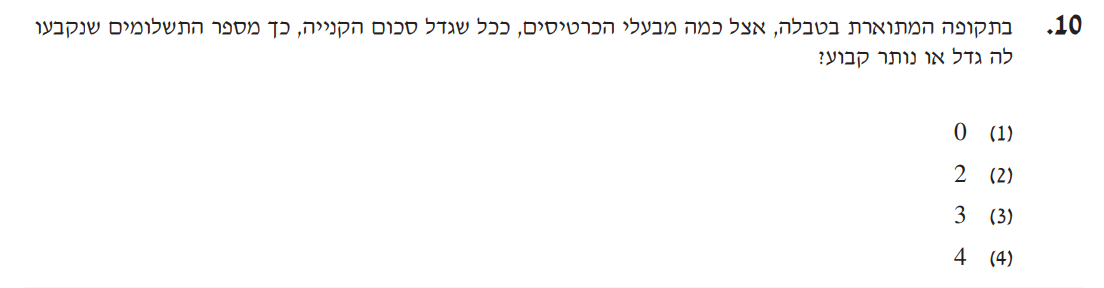 10. בתקופה המתוארת בטבלה, אצל כמה מבעלי הכרטיסים, ככל שגדל סכום הקנייה, כך מספר התשלומים שנקבעו
לה גדל או נותר קבוע?
(1) 0
(2) 2
(3) 3
(4) 4